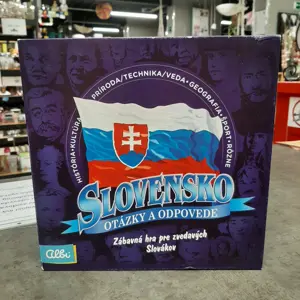 HISTÓRIA•KULTÚRA•PRÍRODA/TECHNIKA/VEDA•GEOGRAFIA•ŠPORT•RÔZNE
SLOVENSKO
OTÁZKY A ODPOVEDE
Zábavná hra pre zvedavých
Slovákov
Albi